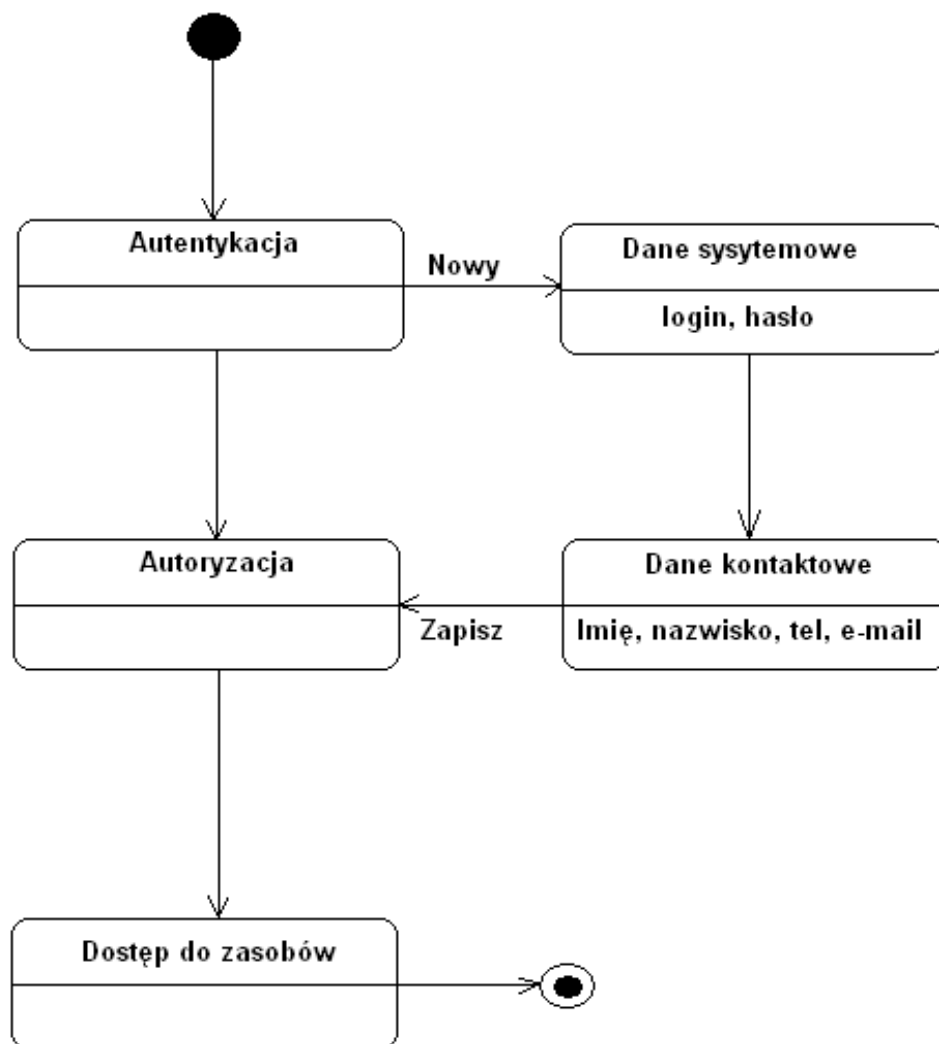 Autentykacja
Nowy
Dane sysytemowe
login, hasło
Autoryzacja
Zapisz
Dane kontaktowe
Imię, nazwisko, tel, e-mail
Dostęp do zasobów